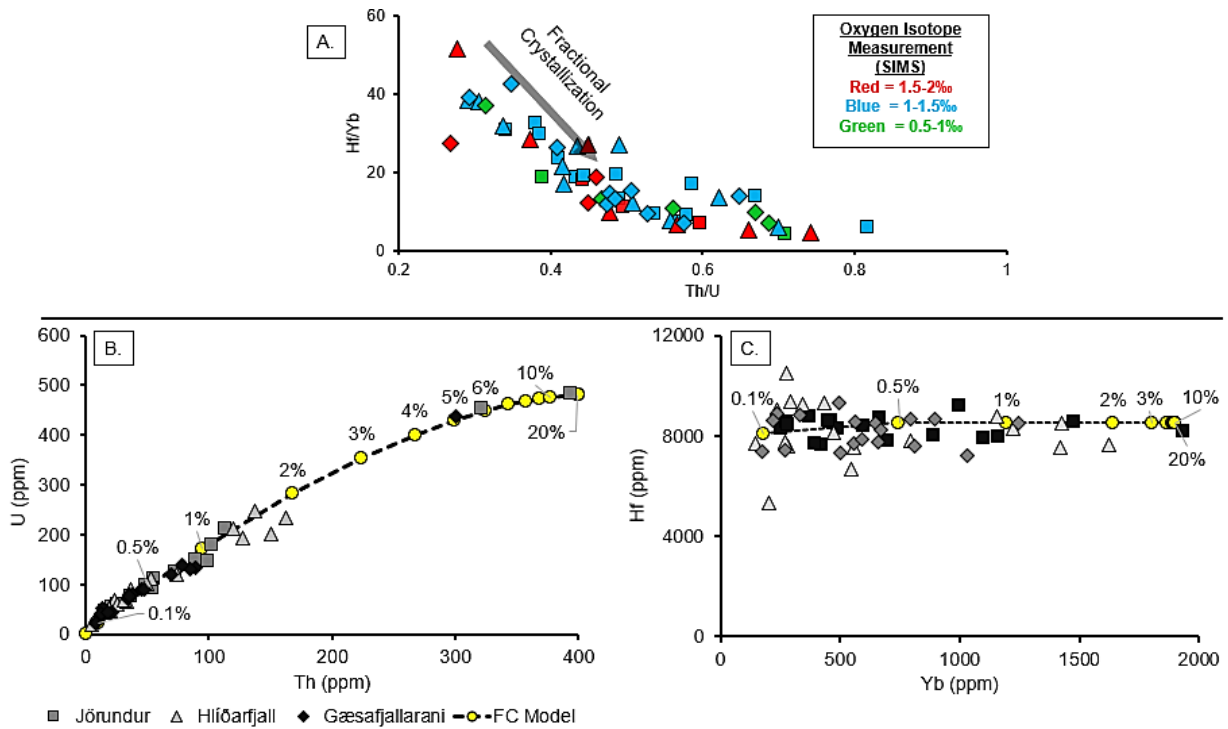 A.
60
40
20
0
Hf/Yb
Fractional
Crystallization
0.2
0.4
0.6
0.8
1
Th/U
Oxygen Isotope
Measurement
(SIMS)
Red = 1.5-2‰
Blue = 1-1.5‰
Green = 0.5-1‰
B.
600
500
400
300
200
100
0
U (ppm)
0.1%
0.5%
1%
2%
3%
4%
5%
6%
10%
20%
0
100
200
300
400
Th (ppm)
C.
12000
8000
4000
0
Hf (ppm)
0.1%
0.5%
1%
2%
3%
10%
20%
0
500
1000
1500
2000
Yb (ppm)
Jörundur
Hlíðarfjall
Gæsafjallarani
FC Model